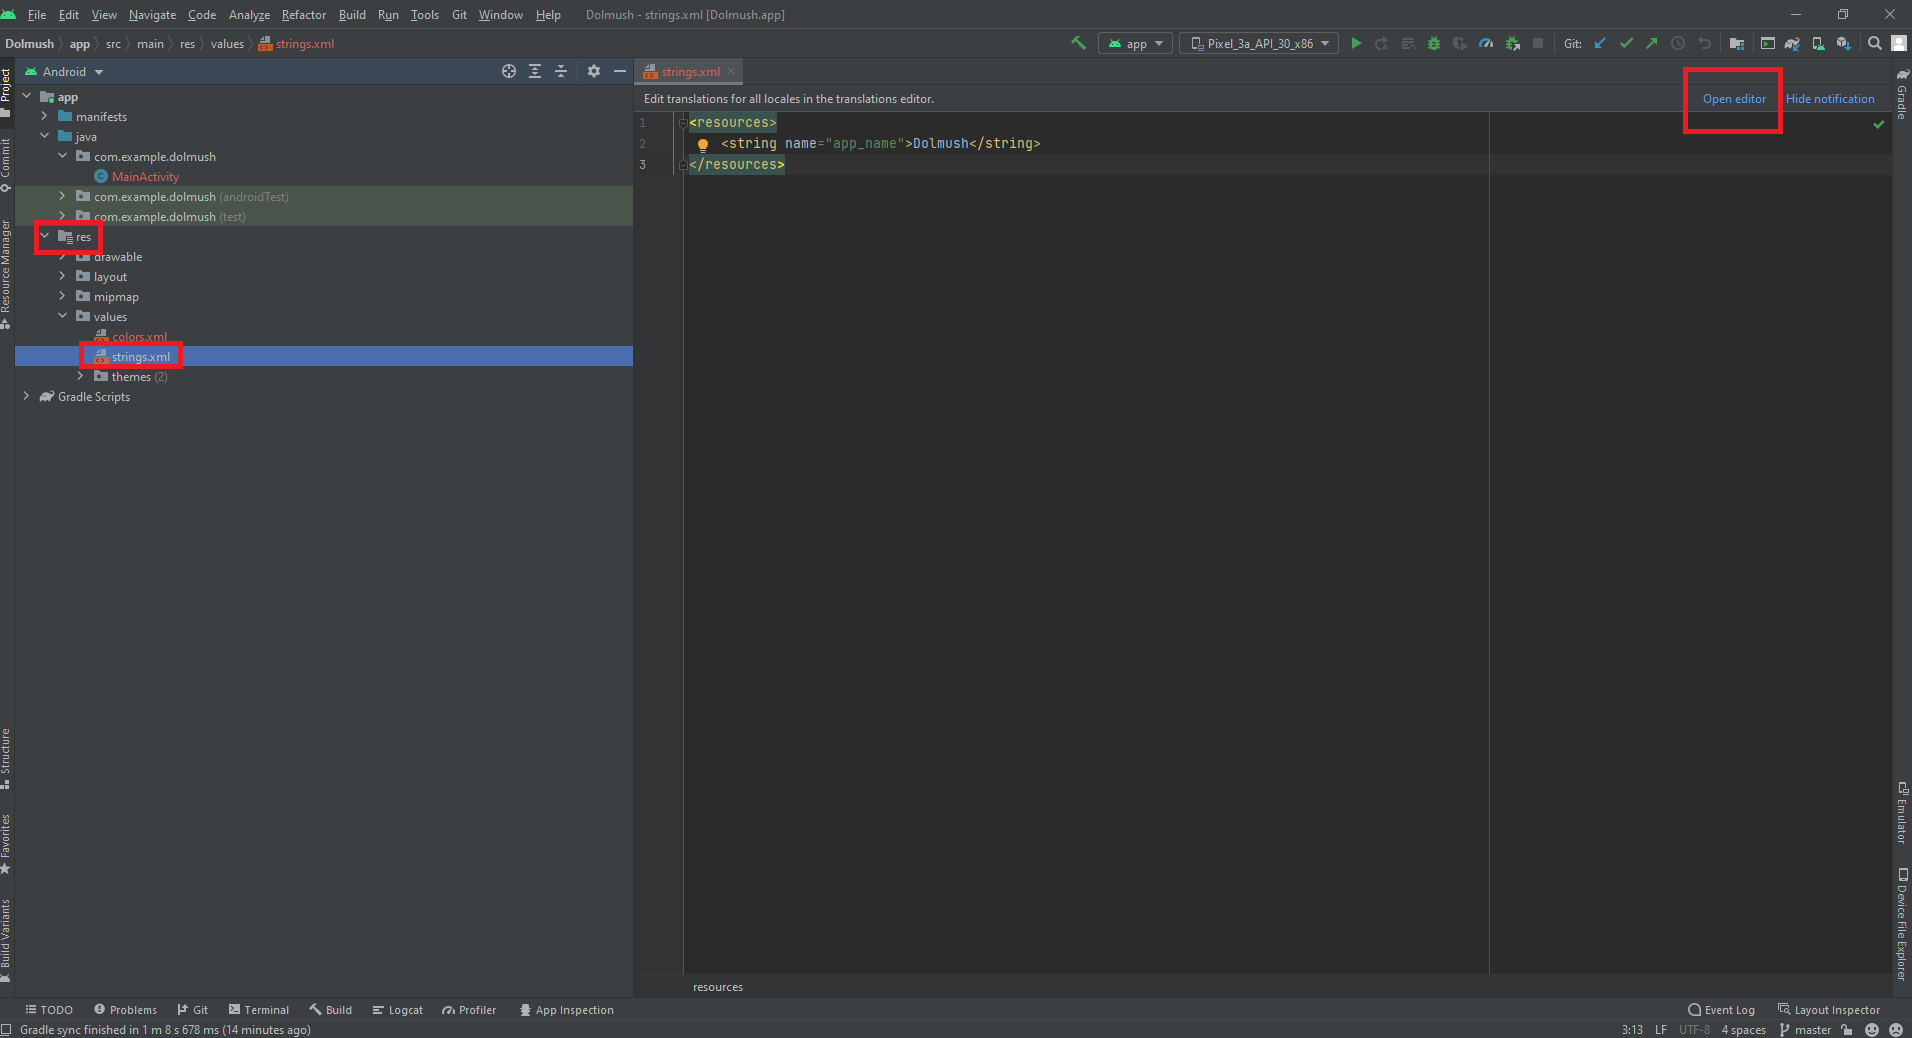 File Edit View Navigate Code Analyze Refactor Build Run Tools Git Window Help Dolmush - strings.xml [Dolmush.app]
Dolmush app src main res values strings.xml app Pixel_3a_API_30_x86 Git:
Project
Android
strings.xml
Edit translations for all locales in the translations editor. Open editor Hide notification
app
manifests
java
com.example.dolmush
MainActivity
com.example.dolmush (androidTest)
com.example.dolmush (test)
res
drawable
layout
mipmap
values
colors.xml
strings.xml
themes (2)
Gradle Scripts
1 <resources>
2 <string name="app_name">Dolmush</string>
3 </resources>
Commit
Resource Manager
Structure
Favorites
Build Variants
Gradle
Emulator
Device File Explorer
resources
TODO Problems Git Terminal Build Logcat Profiler App Inspection Event Log Layout Inspector
Gradle sync finished in 1 m 8 s 678 ms (14 minutes ago) 3:13 LF UTF-8 4 spaces master